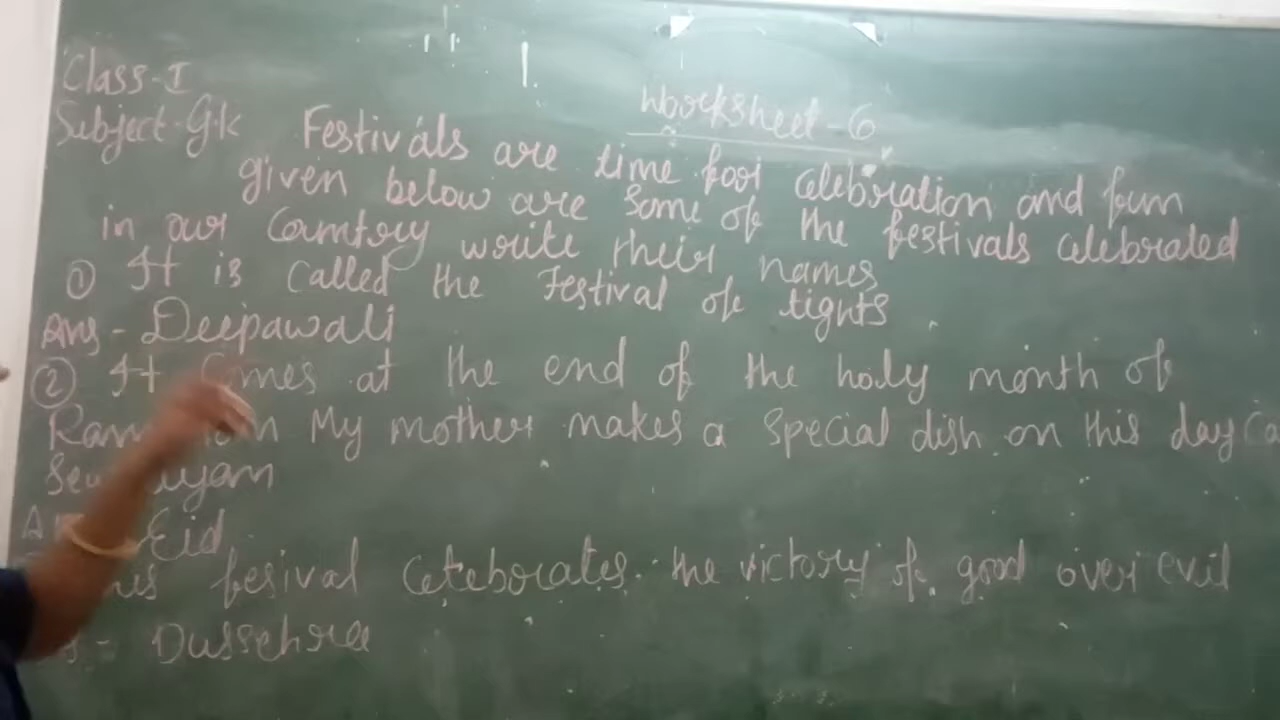 Class-I
Worksheet-6
Subject-G.K
Festivals are time for celebration and fun
given below are some of the festivals celebrated
in our Country write their names
① It is called the Festival of tights
Ans- Deepawali
② It Comes at the end of the holy month of
My mother makes a special dish on this day
Eid
fesival celeborates the victory of good over evil
Dussehra